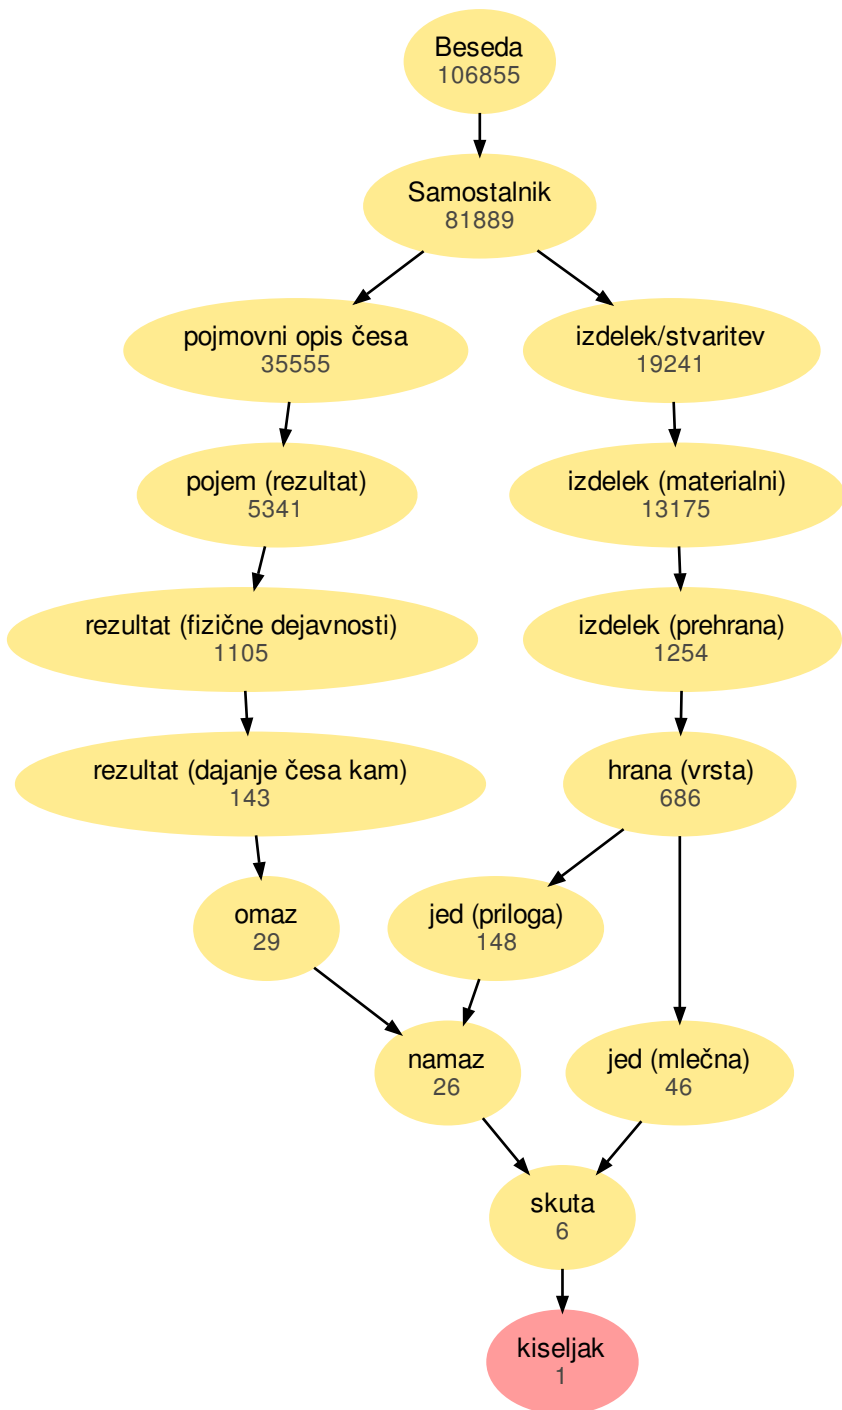 Beseda
106855
Samostalnik
81889
pojmovni opis česa
35555
izdelek/stvaritev
19241
pojem (rezultat)
5341
izdelek (materialni)
13175
rezultat (fizične dejavnosti)
1105
izdelek (prehrana)
1254
rezultat (dajanje česa kam)
143
hrana (vrsta)
686
omaz
29
jed (priloga)
148
namaz
26
jed (mlečna)
46
skuta
6
kiseljak
1